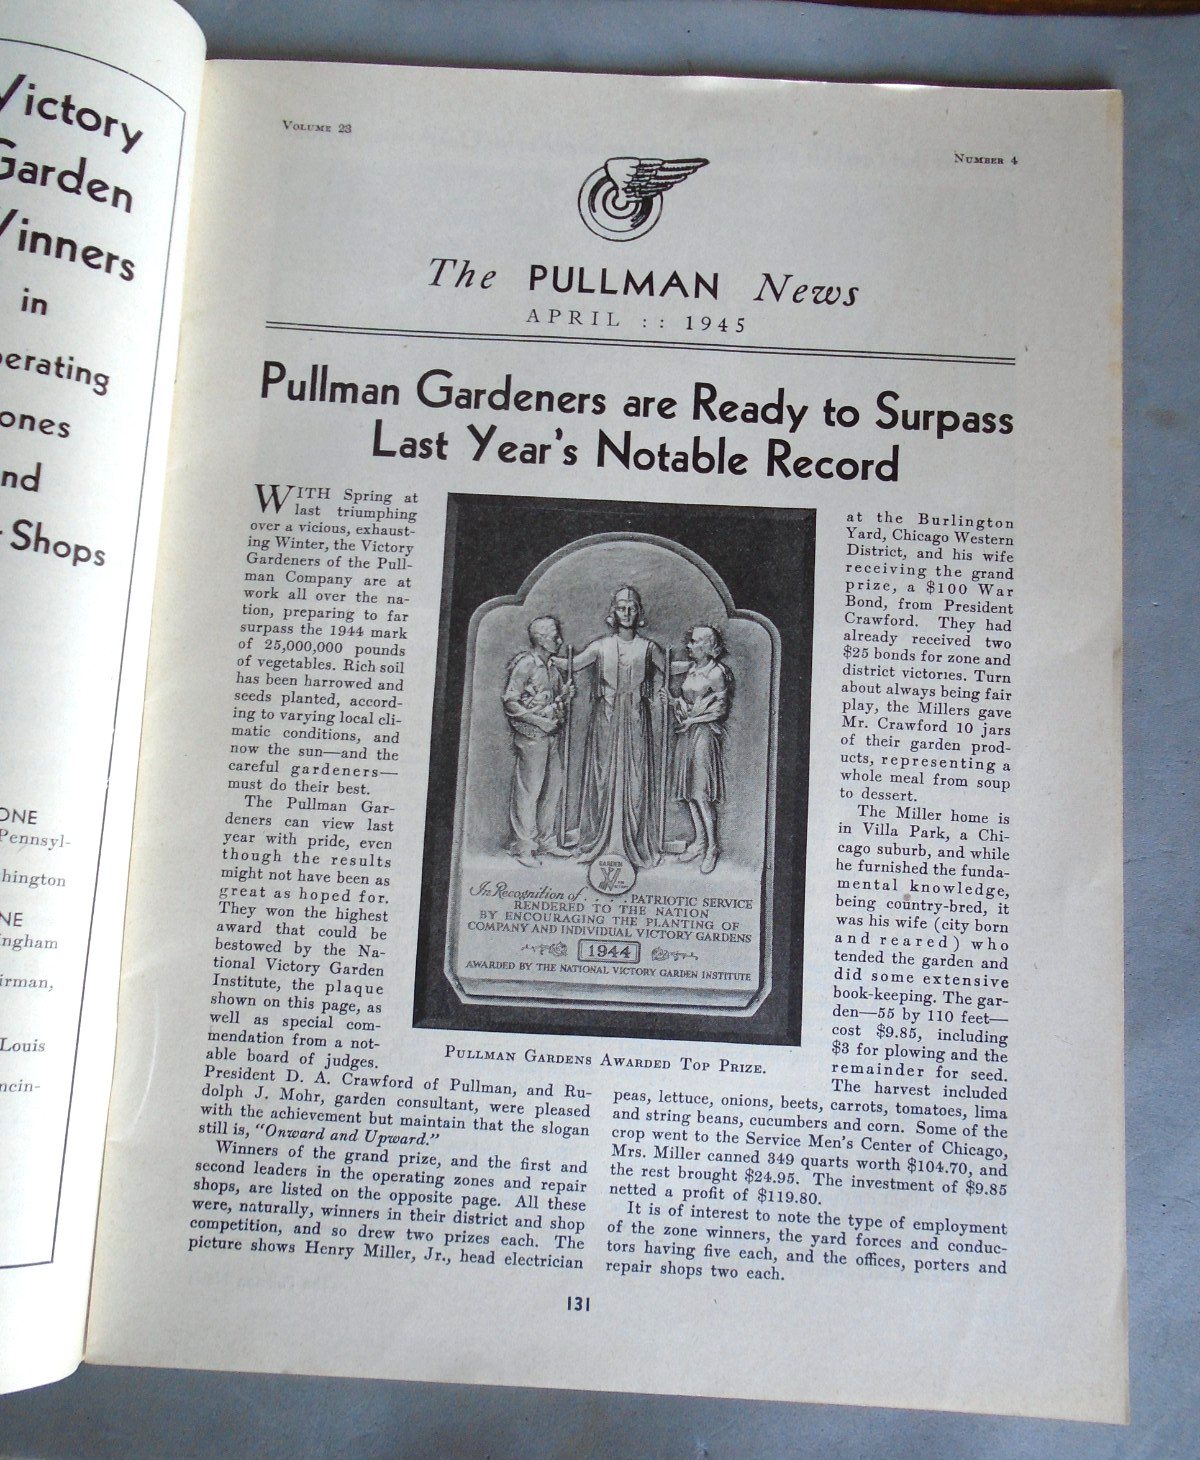 Victory
Garden
Winners
in
erating
ones
nd
Shops
ONE
Pennsyl-
hington
NE
ingham
irman,
Louis
ncin-
VOLUME 23
NUMBER 4
The PULLMAN News
APRIL :: 1945
Pullman Gardeners are Ready to Surpass
Last Year's Notable Record
WITH Spring at
last triumphing
over a vicious, exhaust-
ing Winter, the Victory
Gardeners of the Pull-
man Company are at
work all over the na-
tion, preparing to far
surpass the 1944 mark
of 25,000,000 pounds
of vegetables. Rich soil
has been harrowed and
seeds planted, accord-
ing to varying local cli-
matic conditions, and
now the sun—and the
careful gardeners—
must do their best.
The Pullman Gar-
deners can view last
year with pride, even
though the results
might not have been as
great as hoped for.
They won the highest
award that could be
bestowed by the Na-
tional Victory Garden
Institute, the plaque
shown on this page, as
well as special com-
mendation from a not-
able board of judges.
President D. A. Crawford of Pullman, and Ru-
dolph J. Mohr, garden consultant, were pleased
with the achievement but maintain that the slogan
still is, "Onward and Upward."
Winners of the grand prize, and the first and
second leaders in the operating zones and repair
shops, are listed on the opposite page. All these
were, naturally, winners in their district and shop
competition, and so drew two prizes each. The
picture shows Henry Miller, Jr., head electrician
GARDEN
V
In Recognition of . . . . PATRIOTIC SERVICE
RENDERED TO THE NATION
BY ENCOURAGING THE PLANTING OF
COMPANY AND INDIVIDUAL VICTORY GARDENS
1944
AWARDED BY THE NATIONAL VICTORY GARDEN INSTITUTE
PULLMAN GARDENS AWARDED TOP PRIZE.
at the Burlington
Yard, Chicago Western
District, and his wife
receiving the grand
prize, a $100 War
Bond, from President
Crawford. They had
already received two
$25 bonds for zone and
district victories. Turn
about always being fair
play, the Millers gave
Mr. Crawford 10 jars
of their garden prod-
ucts, representing a
whole meal from soup
to dessert.
The Miller home is
in Villa Park, a Chi-
cago suburb, and while
he furnished the funda-
mental knowledge,
being country-bred, it
was his wife (city born
and reared) who
tended the garden and
did some extensive
book-keeping. The gar-
den—55 by 110 feet—
cost $9.85, including
$3 for plowing and the
remainder for seed.
The harvest included
peas, lettuce, onions, beets, carrots, tomatoes, lima
and string beans, cucumbers and corn. Some of the
crop went to the Service Men's Center of Chicago,
Mrs. Miller canned 349 quarts worth $104.70, and
the rest brought $24.95. The investment of $9.85
netted a profit of $119.80.
It is of interest to note the type of employment
of the zone winners, the yard forces and conduc-
tors having five each, and the offices, porters and
repair shops two each.
131